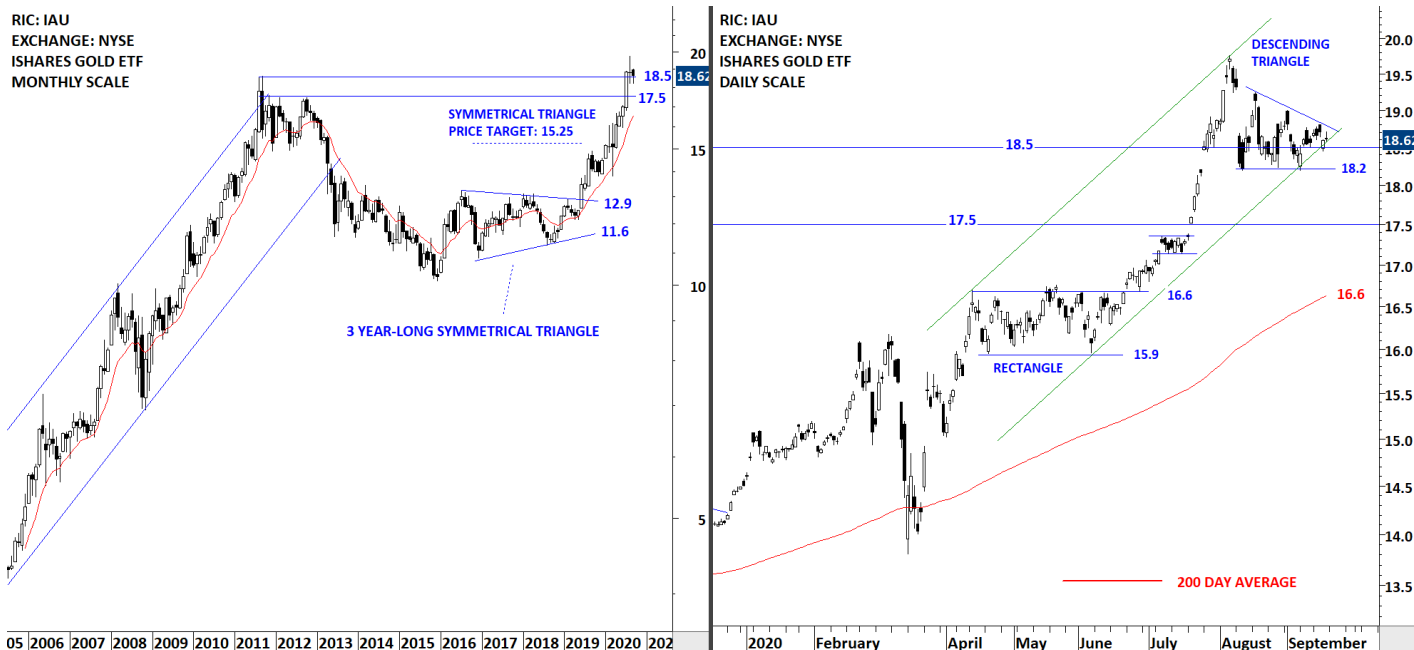 RIC: IAU
EXCHANGE: NYSE
ISHARES GOLD ETF
MONTHLY SCALE
20
18.5
18.62
17.5
SYMMETRICAL TRIANGLE
PRICE TARGET: 15.25
15
12.9
11.6
10
3 YEAR-LONG SYMMETRICAL TRIANGLE
5
05 2006 2007 2008 2009 2010 2011 2012 2013 2014 2015 2016 2017 2018 2019 2020 202
RIC: IAU
EXCHANGE: NYSE
ISHARES GOLD ETF
DAILY SCALE
DESCENDING
TRIANGLE
20.0
19.5
19.0
18.62
18.5
18.5
18.2
18.0
17.5
17.5
17.0
16.6
16.6
16.5
16.0
15.9
RECTANGLE
15.5
15.0
14.5
14.0
200 DAY AVERAGE
13.5
2020 February April May June July August September